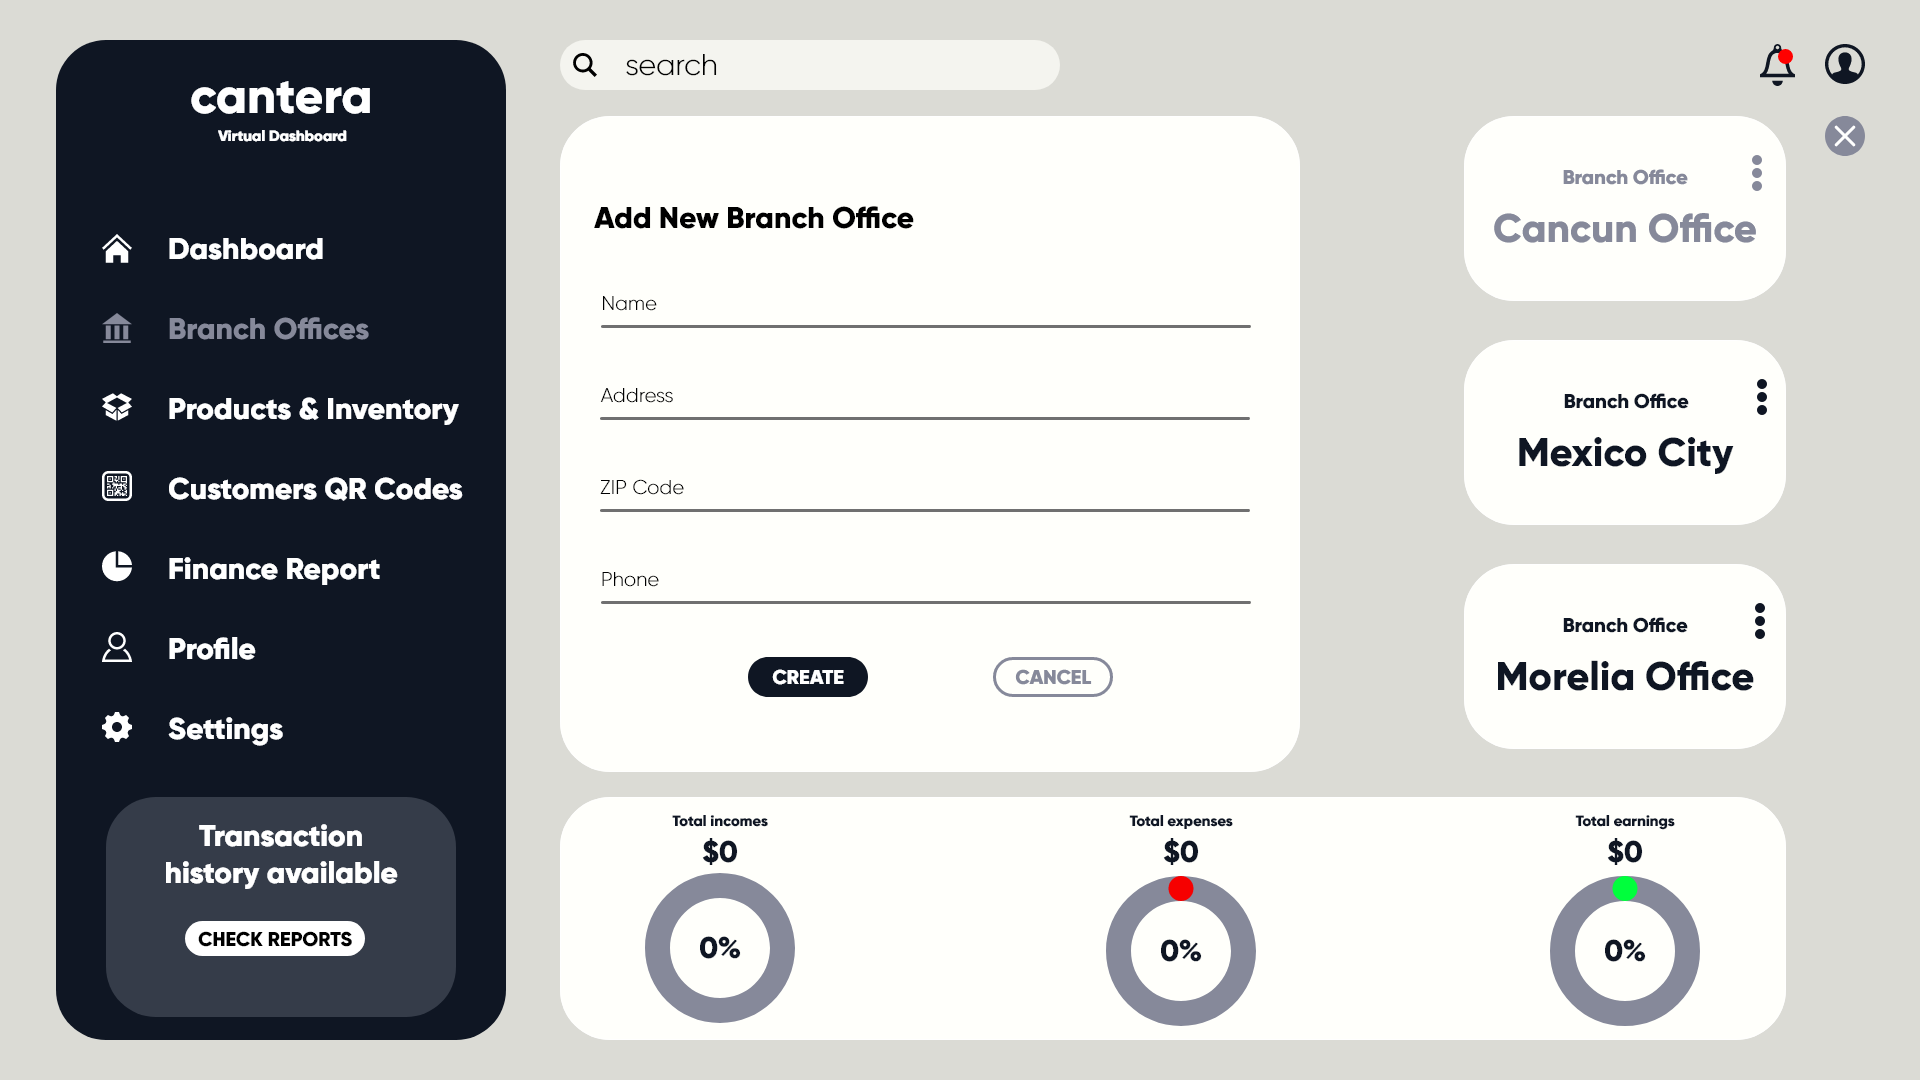 cantera
Virtual Dashboard
Dashboard
Branch Offices
Products & Inventory
Customers QR Codes
Finance Report
Profile
Settings
Transaction
history available
CHECK REPORTS
search
Add New Branch Office
Name
Address
ZIP Code
Phone
CREATE
CANCEL
Branch Office
Cancun Office
Branch Office
Mexico City
Branch Office
Morelia Office
Total incomes
$0
0%
Total expenses
$0
0%
Total earnings
$0
0%